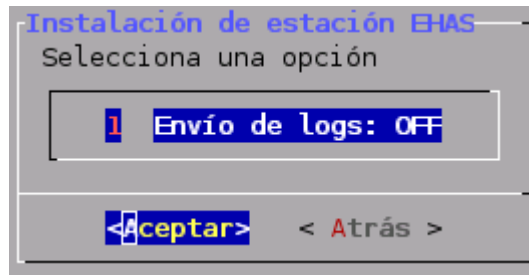 Instalación de estación EHAS
Selecciona una opción
1 Envío de logs: OFF
<Aceptar> < Atrás >